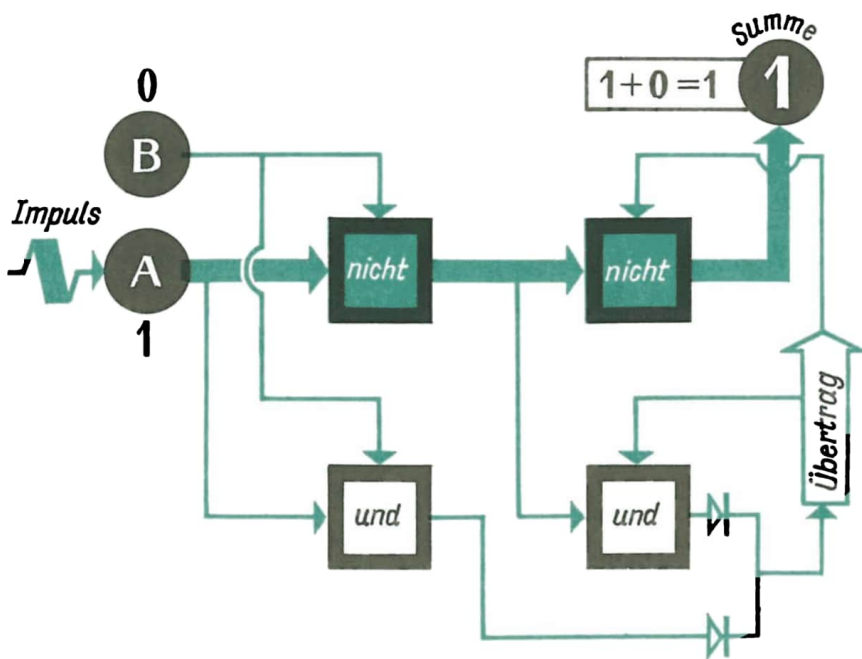 Summe
0
1+0=1
1
B
Impuls
A
nicht
nicht
1
Übertrag
und
und